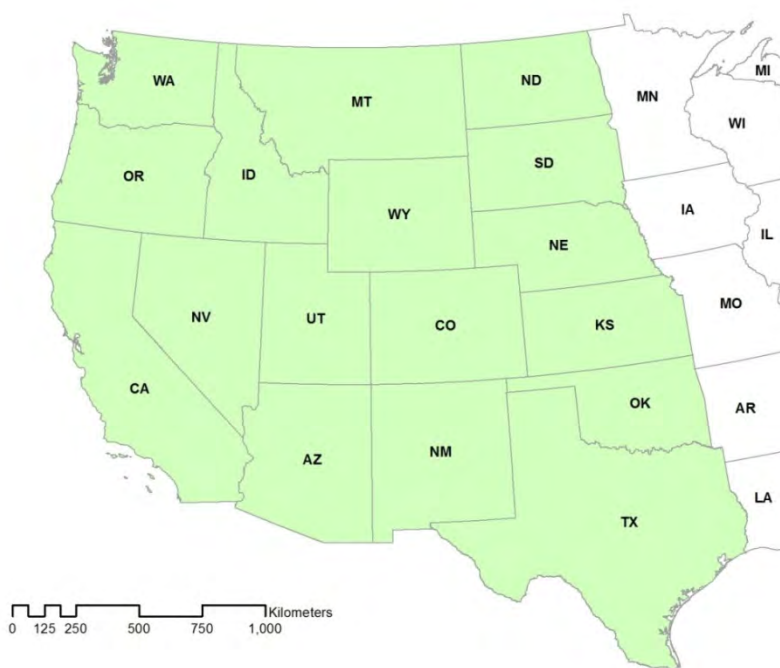 WA
MT
ND
MN
MI
WI
OR
ID
SD
WY
IA
NE
IL
NV
UT
CO
KS
MO
CA
OK
AR
AZ
NM
LA
TX
Kilometers
0 125 250 500 750 1,000